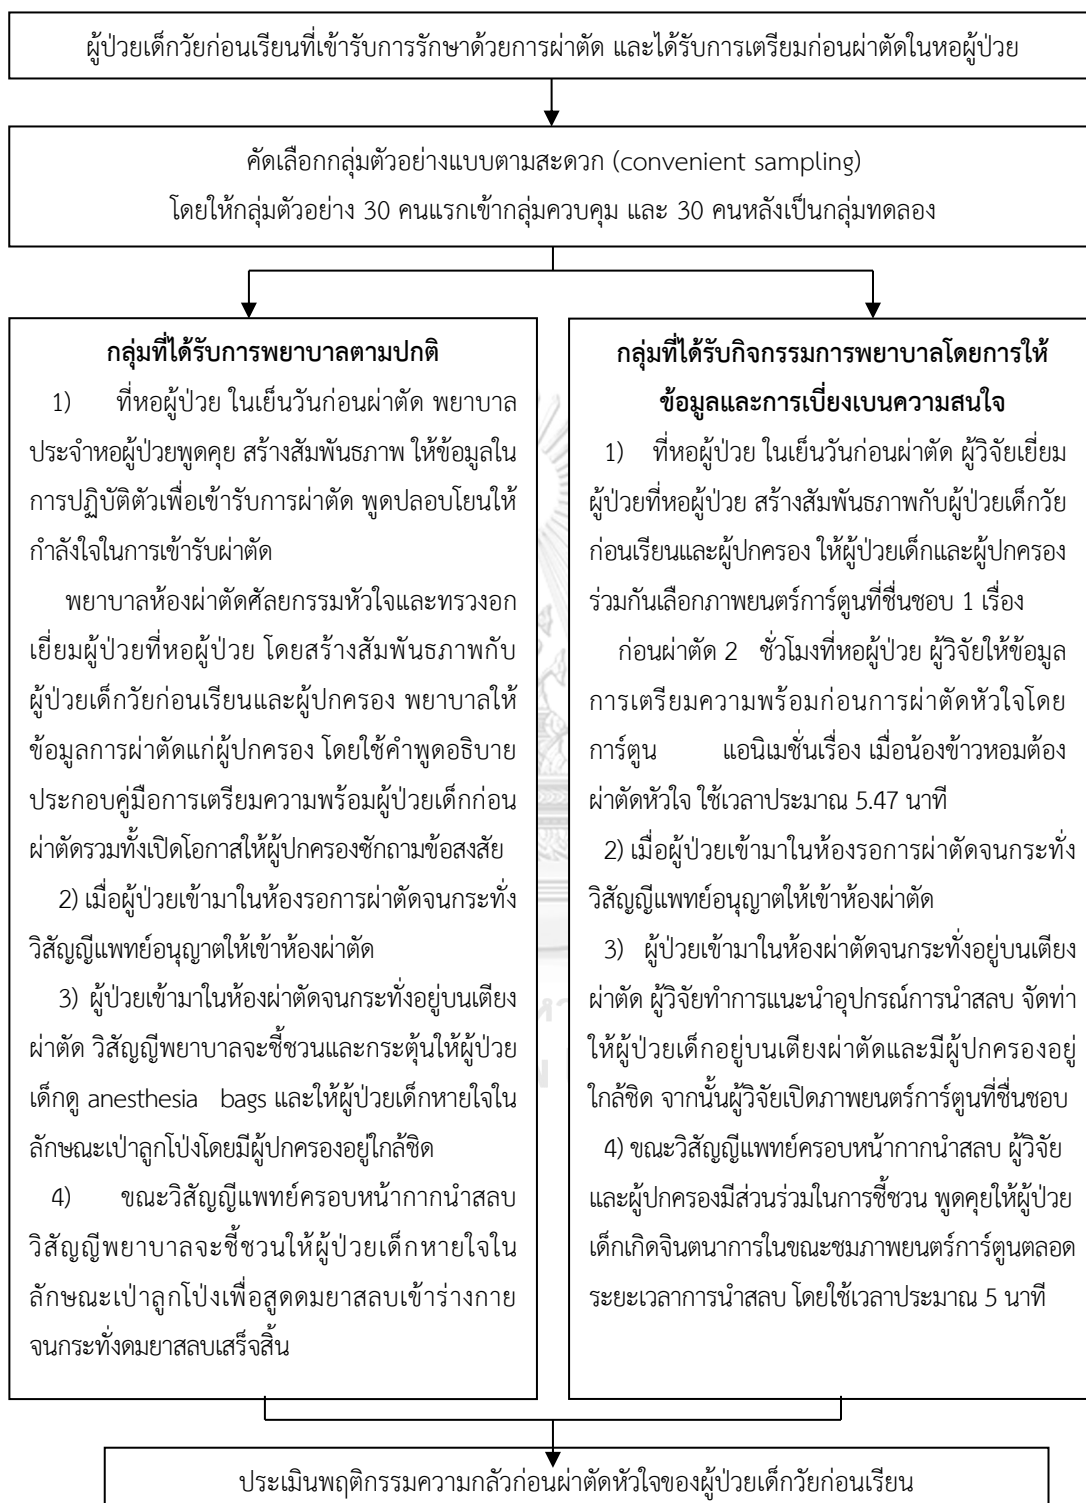 ผู้ป่วยเด็กวัยก่อนเรียนที่เข้ารับการรักษาด้วยการผ่าตัด และได้รับการเตรียมก่อนผ่าตัดในหอผู้ป่วย
คัดเลือกกลุ่มตัวอย่างแบบตามสะดวก (convenient sampling)
โดยให้กลุ่มตัวอย่าง 30 คนแรกเข้ากลุ่มควบคุม และ 30 คนหลังเป็นกลุ่มทดลอง
กลุ่มที่ได้รับการพยาบาลตามปกติ
1) ที่หอผู้ป่วย ในเย็นวันก่อนผ่าตัด พยาบาล
ประจำหอผู้ป่วยพูดคุย สร้างสัมพันธภาพ ให้ข้อมูลใน
การปฏิบัติตัวเพื่อเข้ารับการผ่าตัด พูดปลอบโยนให้
กำลังใจในการเข้ารับผ่าตัด
พยาบาลห้องผ่าตัดศัลยกรรมหัวใจและทรวงอก
เยี่ยมผู้ป่วยที่หอผู้ป่วย โดยสร้างสัมพันธภาพกับ
ผู้ป่วยเด็กวัยก่อนเรียนและผู้ปกครอง พยาบาลให้
ข้อมูลการผ่าตัดแก่ผู้ปกครอง โดยใช้คำพูดอธิบาย
ประกอบคู่มือการเตรียมความพร้อมผู้ป่วยเด็กก่อน
ผ่าตัดรวมทั้งเปิดโอกาสให้ผู้ปกครองซักถามข้อสงสัย
2) เมื่อผู้ป่วยเข้ามาในห้องรอการผ่าตัดจนกระทั่ง
วิสัญญีแพทย์อนุญาตให้เข้าห้องผ่าตัด
3) ผู้ป่วยเข้ามาในห้องผ่าตัดจนกระทั่งอยู่บนเตียง
ผ่าตัด วิสัญญีพยาบาลจะชี้ชวนและกระตุ้นให้ผู้ป่วย
เด็กดู anesthesia bags และให้ผู้ป่วยเด็กหายใจใน
ลักษณะเป่าลูกโป่งโดยมีผู้ปกครองอยู่ใกล้ชิด
4) ขณะวิสัญญีแพทย์ครอบหน้ากากนำสลบ
วิสัญญีพยาบาลจะชี้ชวนให้ผู้ป่วยเด็กหายใจใน
ลักษณะเป่าลูกโป่งเพื่อสูดดมยาสลบเข้าร่างกาย
จนกระทั่งดมยาสลบเสร็จสิ้น
กลุ่มที่ได้รับกิจกรรมการพยาบาลโดยการให้
ข้อมูลและการเบี่ยงเบนความสนใจ
1) ที่หอผู้ป่วย ในเย็นวันก่อนผ่าตัด ผู้วิจัยเยี่ยม
ผู้ป่วยที่หอผู้ป่วย สร้างสัมพันธภาพกับผู้ป่วยเด็กวัย
ก่อนเรียนและผู้ปกครอง ให้ผู้ป่วยเด็กและผู้ปกครอง
ร่วมกันเลือกภาพยนตร์การ์ตูนที่ชื่นชอบ 1 เรื่อง
ก่อนผ่าตัด 2 ชั่วโมงที่หอผู้ป่วย ผู้วิจัยให้ข้อมูล
การเตรียมความพร้อมก่อนการผ่าตัดหัวใจโดย
การ์ตูน แอนิเมชั่นเรื่อง เมื่อน้องข้าวหอมต้อง
ผ่าตัดหัวใจ ใช้เวลาประมาณ 5.47 นาที
2) เมื่อผู้ป่วยเข้ามาในห้องรอการผ่าตัดจนกระทั่ง
วิสัญญีแพทย์อนุญาตให้เข้าห้องผ่าตัด
3) ผู้ป่วยเข้ามาในห้องผ่าตัดจนกระทั่งอยู่บนเตียง
ผ่าตัด ผู้วิจัยทำการแนะนำอุปกรณ์การนำสลบ จัดท่า
ให้ผู้ป่วยเด็กอยู่บนเตียงผ่าตัดและมีผู้ปกครองอยู่
ใกล้ชิด จากนั้นผู้วิจัยเปิดภาพยนตร์การ์ตูนที่ชื่นชอบ
4) ขณะวิสัญญีแพทย์ครอบหน้ากากนำสลบ ผู้วิจัย
และผู้ปกครองมีส่วนร่วมในการชี้ชวน พูดคุยให้ผู้ป่วย
เด็กเกิดจินตนาการในขณะชมภาพยนตร์การ์ตูนตลอด
ระยะเวลาการนำสลบ โดยใช้เวลาประมาณ 5 นาที
ประเมินพฤติกรรมความกลัวก่อนผ่าตัดหัวใจของผู้ป่วยเด็กวัยก่อนเรียน